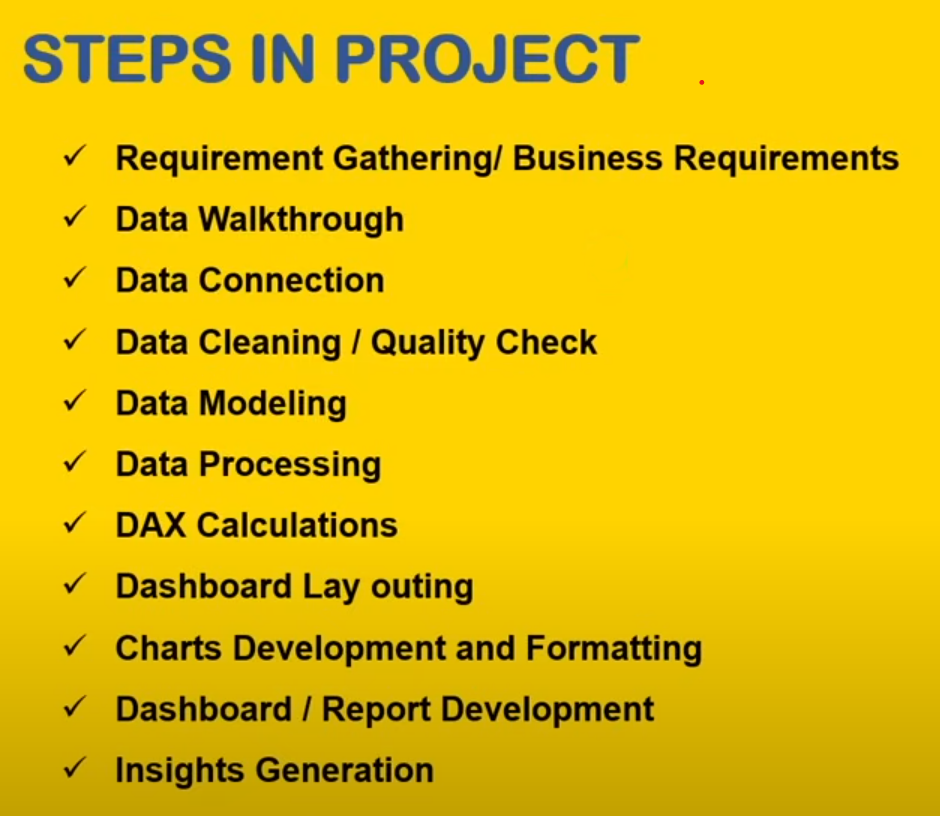 STEPS IN PROJECT
Requirement Gathering/ Business Requirements
Data Walkthrough
Data Connection
Data Cleaning / Quality Check
Data Modeling
Data Processing
DAX Calculations
Dashboard Lay outing
Charts Development and Formatting
Dashboard / Report Development
Insights Generation